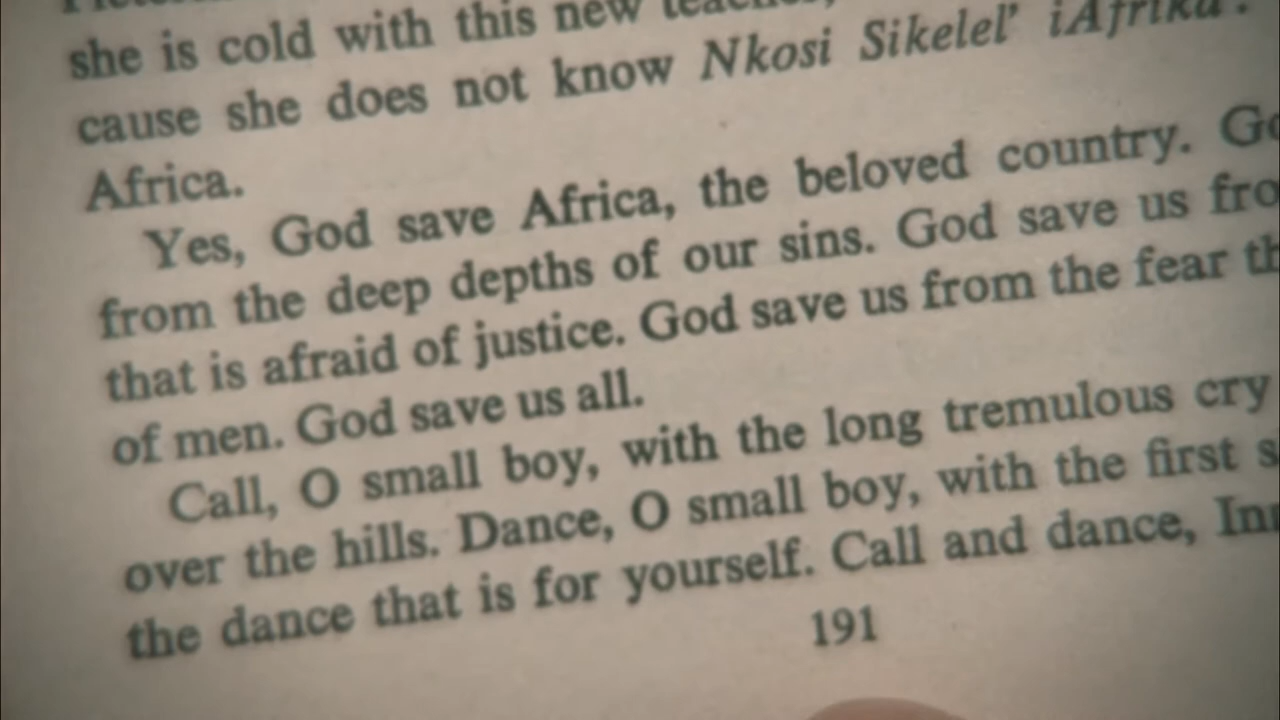 she is cold with this new teacher,
cause she does not know Nkosi Sikelel' iAfrika.
Africa.
Yes, God save Africa, the beloved country.
from the deep depths of our sins. God save us
that is afraid of justice. God save us from the fear
of men. God save us all.
Call, O small boy, with the long tremulous cry
over the hills. Dance, O small boy, with the first
the dance that is for yourself. Call and dance,
191